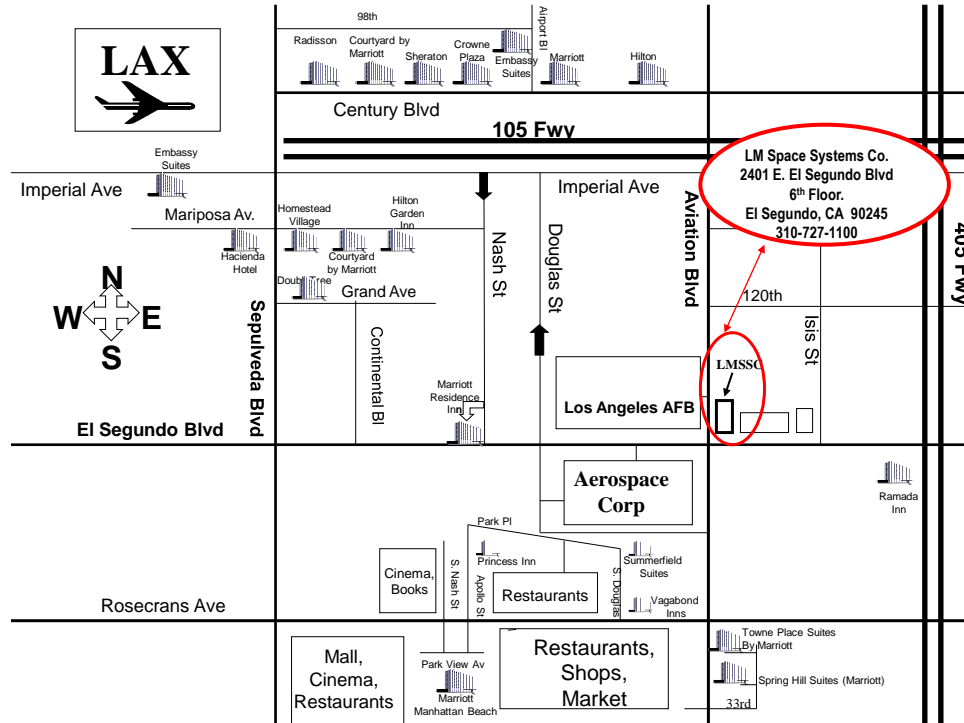 98th
Airport Bl
LAX
Radisson
Courtyard by
Marriott
Sheraton
Crowne
Plaza
Embassy
Suites
Marriott
Hilton
Century Blvd
105 Fwy
LM Space Systems Co.
2401 E. El Segundo Blvd
6th Floor.
El Segundo, CA  90245
310-727-1100
Embassy
Suites
Imperial Ave
Imperial Ave
Mariposa Av.
Homestead
Village
Hilton
Garden
Inn
Hacienda
Hotel
Courtyard
by Marriott
Nash St
Douglas St
Aviation Blvd
405 Fwy
N
W
E
S
Sepulveda Blvd
Grand Ave
120th
Continental Bl
Isis St
LMSSC
Marriott
Residence
Inn
Los Angeles AFB
El Segundo Blvd
Aerospace
Corp
Ramada
Inn
Park Pl
Princess Inn
Summerfield
Suites
Cinema,
Books
S. Nash St
Apollo St
Restaurants
S. Douglas
Vagabond
Inns
Rosecrans Ave
Mall,
Cinema,
Restaurants
Park View Av
Marriott
Manhattan Beach
Restaurants,
Shops,
Market
Towne Place Suites
By Marriott
Spring Hill Suites (Marriott)
33rd